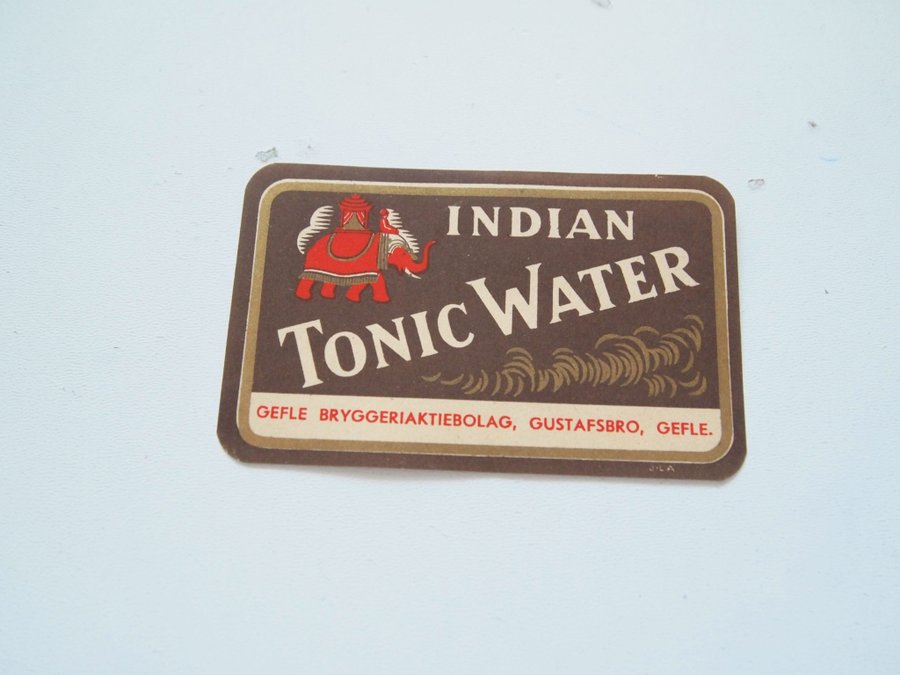 INDIAN
TONIC WATER
GEFLE BRYGGERIAKTIEBOLAG, GUSTAFSBRO, GEFLE.